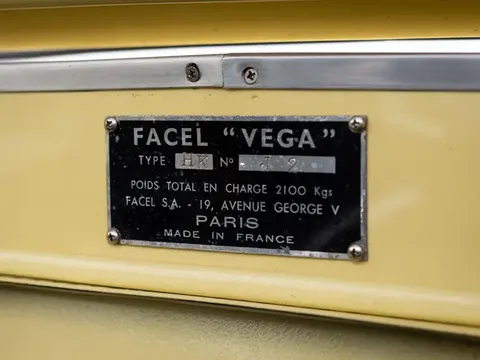 FACEL "VEGA"
TYPE HK Nº J 9
POIDS TOTAL EN CHARGE 2100 Kgs
FACEL S.A. - 19, AVENUE GEORGE V
PARIS
MADE IN FRANCE